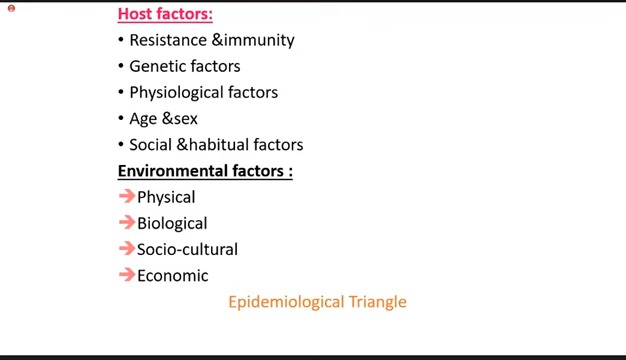 Host factors:
• Resistance &immunity
• Genetic factors
• Physiological factors
• Age &sex
• Social &habitual factors
Environmental factors :
➔Physical
➔Biological
➔Socio-cultural
➔Economic
Epidemiological Triangle